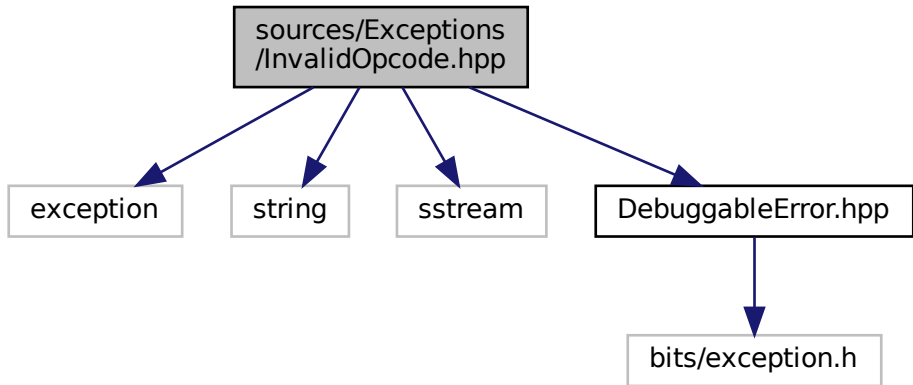 sources/Exceptions
/InvalidOpcode.hpp
exception
string
sstream
DebuggableError.hpp
bits/exception.h